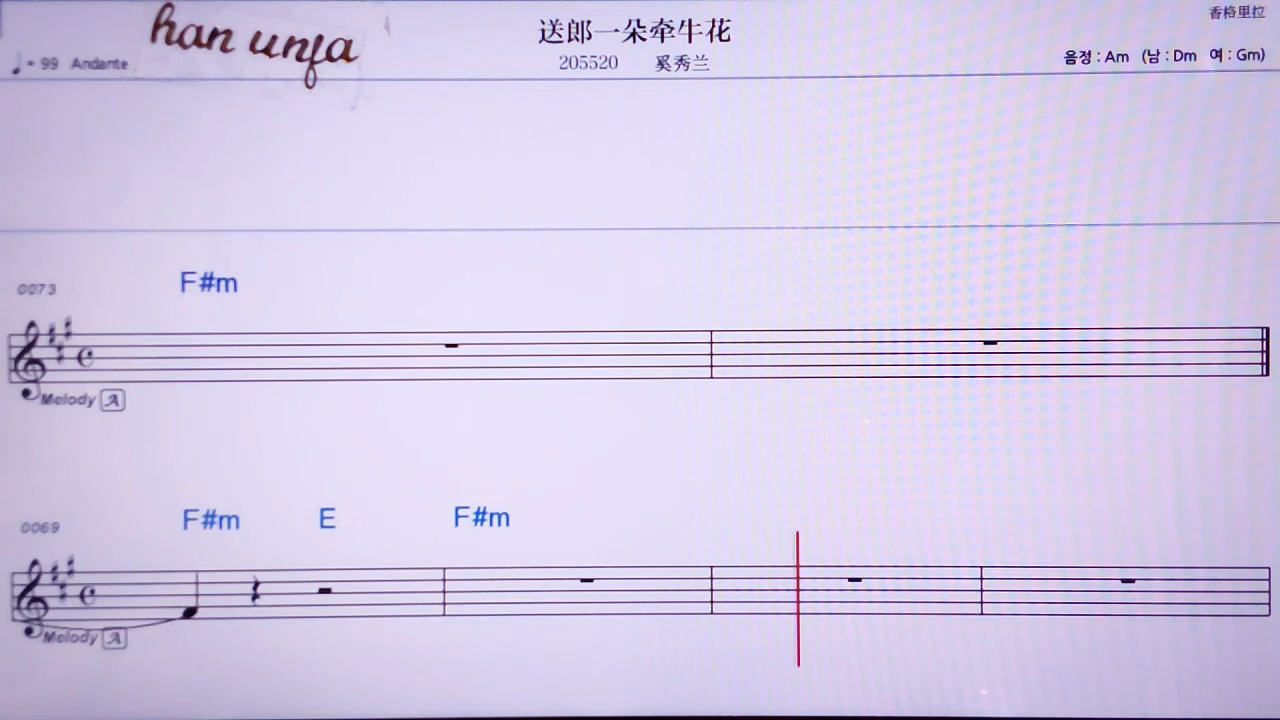 han unfa
送郎一朵牵牛花
香格里拉
♩= 99 Andante
205520 奚秀兰
음정 : Am (남 : Dm 여 : Gm)
0073 F#m
Melody A
0069 F#m E F#m
Melody A